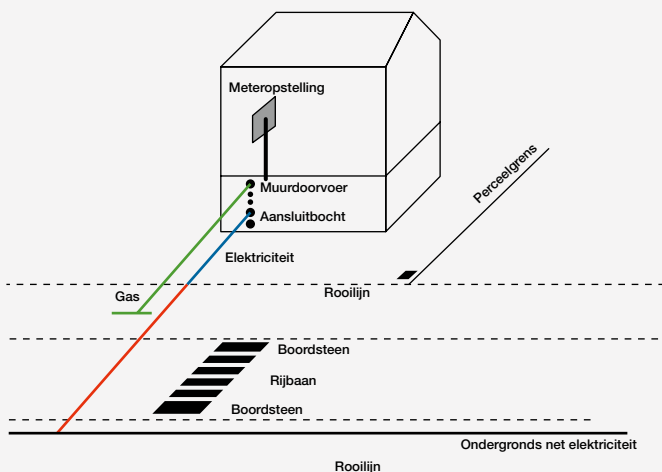 Meteropstelling
Perceelgrens
Muurdoorvoer
Aansluitbocht
Elektriciteit
Gas
Rooilijn
Boordsteen
Rijbaan
Boordsteen
Ondergronds net elektriciteit
Rooilijn